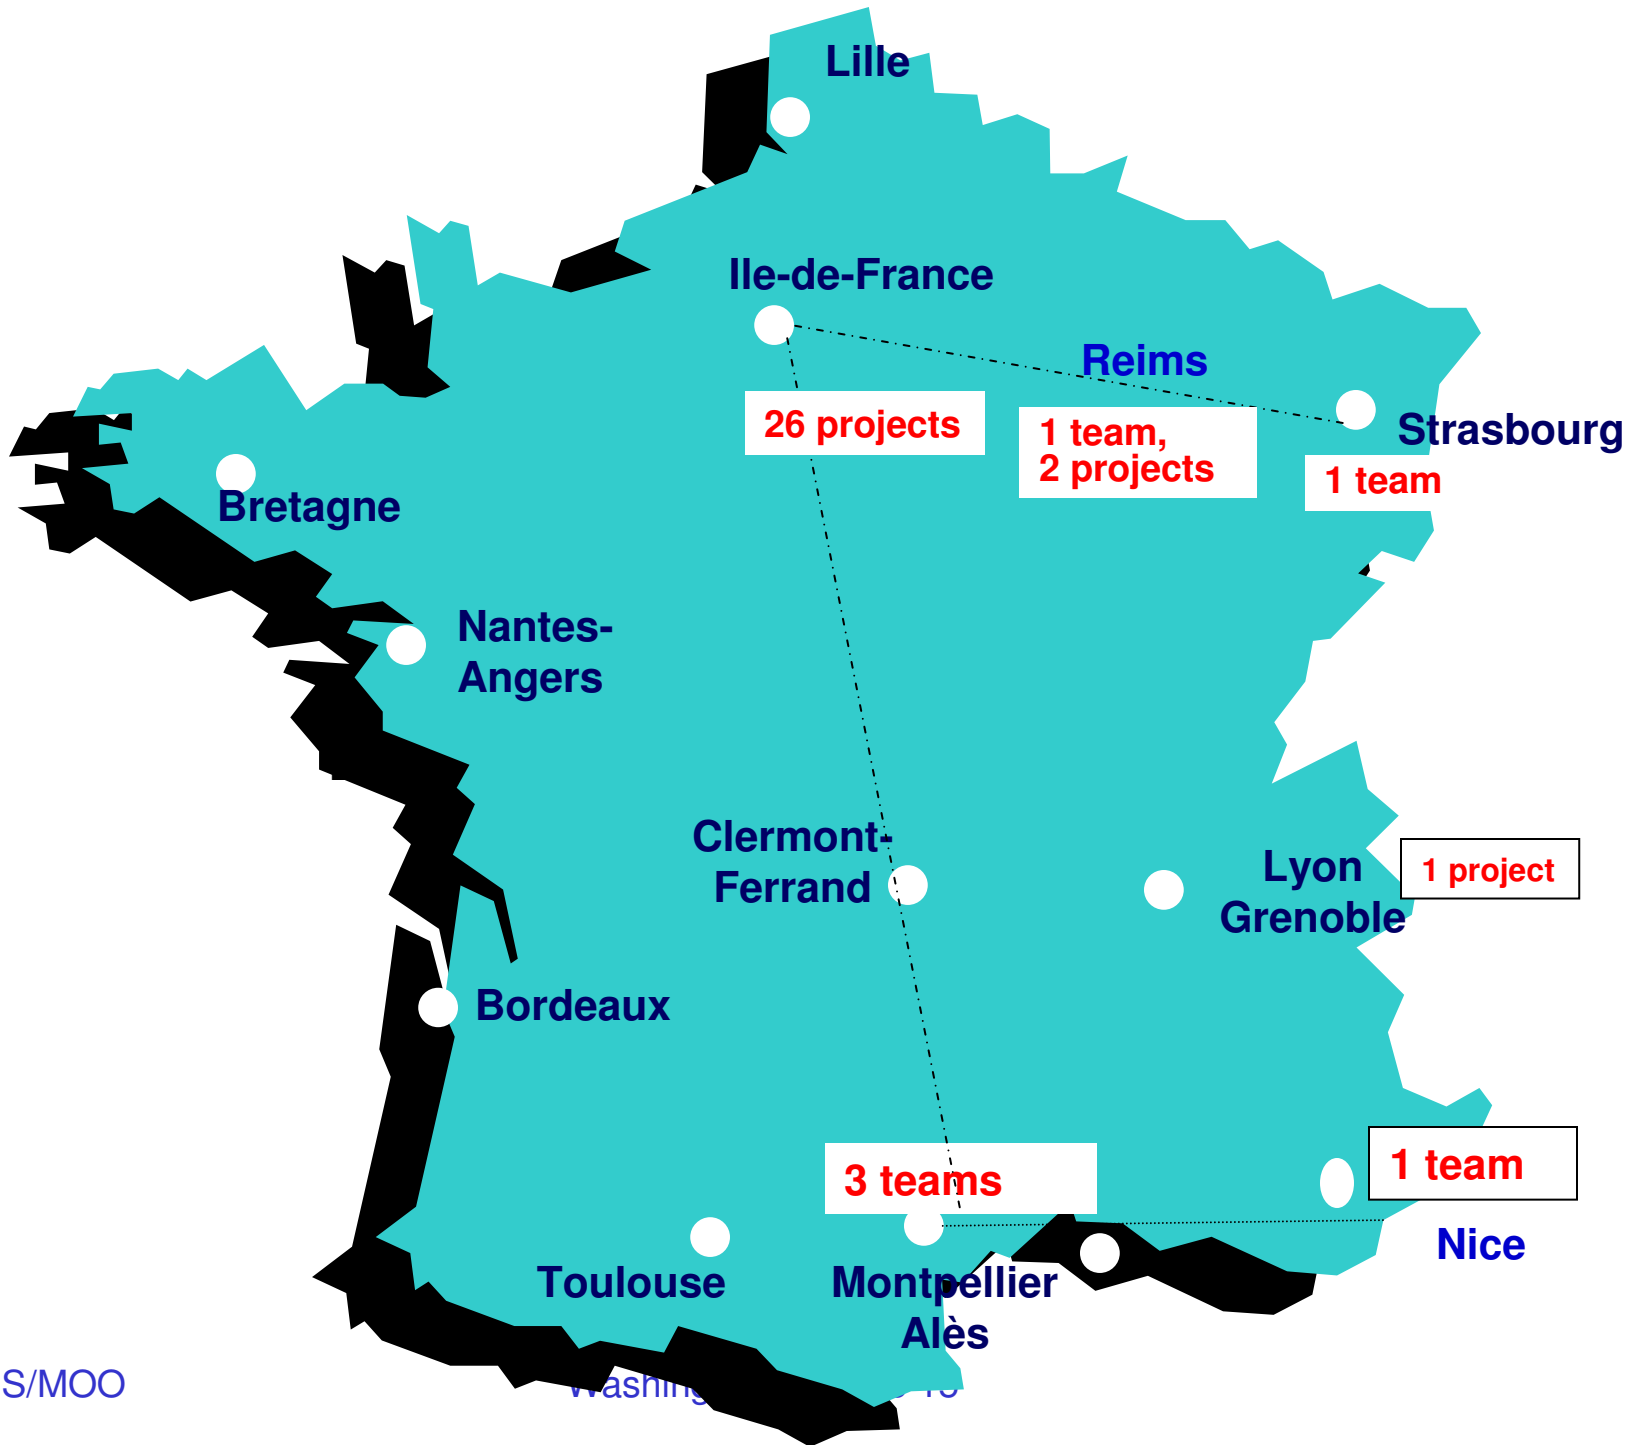 Lille
Ile-de-France
Reims
26 projects
1 team,
2 projects
Strasbourg
1 team
Bretagne
Nantes-
Angers
Clermont-
Ferrand
Lyon
Grenoble
1 project
Bordeaux
3 teams
1 team
Nice
Toulouse
Montpellier
Alès
S/MOO